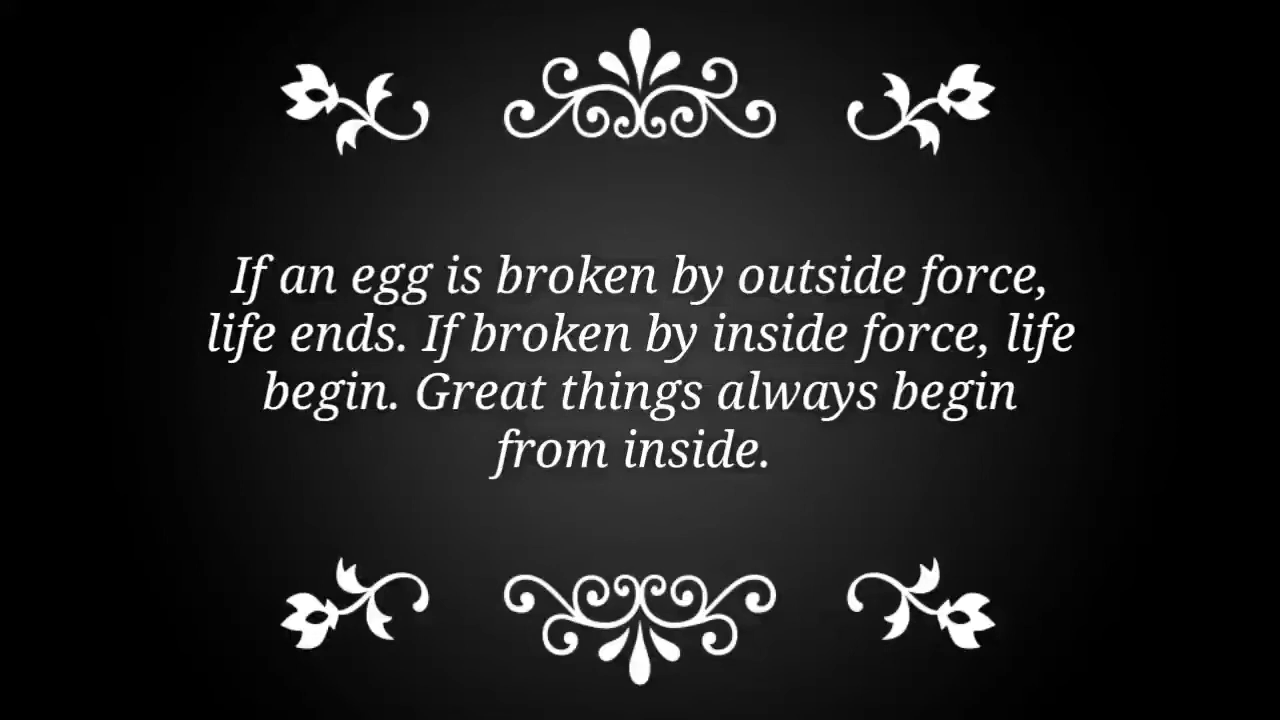 If an egg is broken by outside force,
life ends. If broken by inside force, life
begin. Great things always begin
from inside.